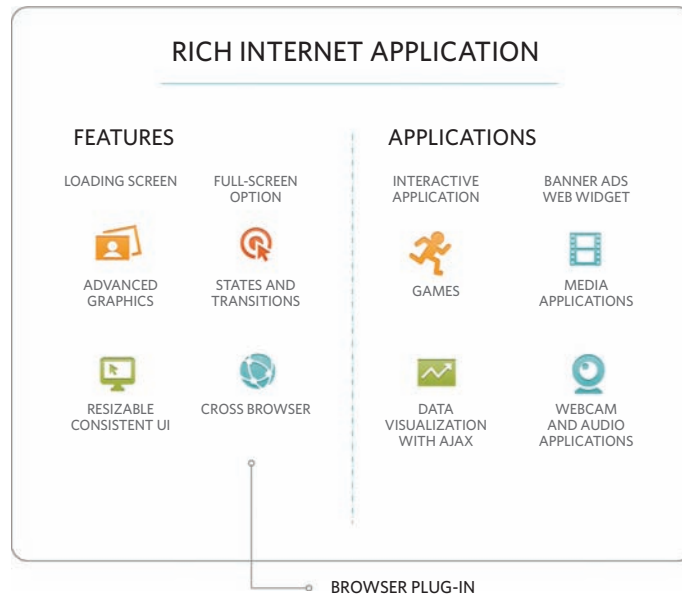 RICH INTERNET APPLICATION
FEATURES
LOADING SCREEN
FULL-SCREEN
OPTION
ADVANCED
GRAPHICS
STATES AND
TRANSITIONS
RESIZABLE
CONSISTENT UI
CROSS BROWSER
APPLICATIONS
INTERACTIVE
APPLICATION
BANNER ADS
WEB WIDGET
GAMES
MEDIA
APPLICATIONS
DATA
VISUALIZATION
WITH AJAX
WEBCAM
AND AUDIO
APPLICATIONS
BROWSER PLUG-IN